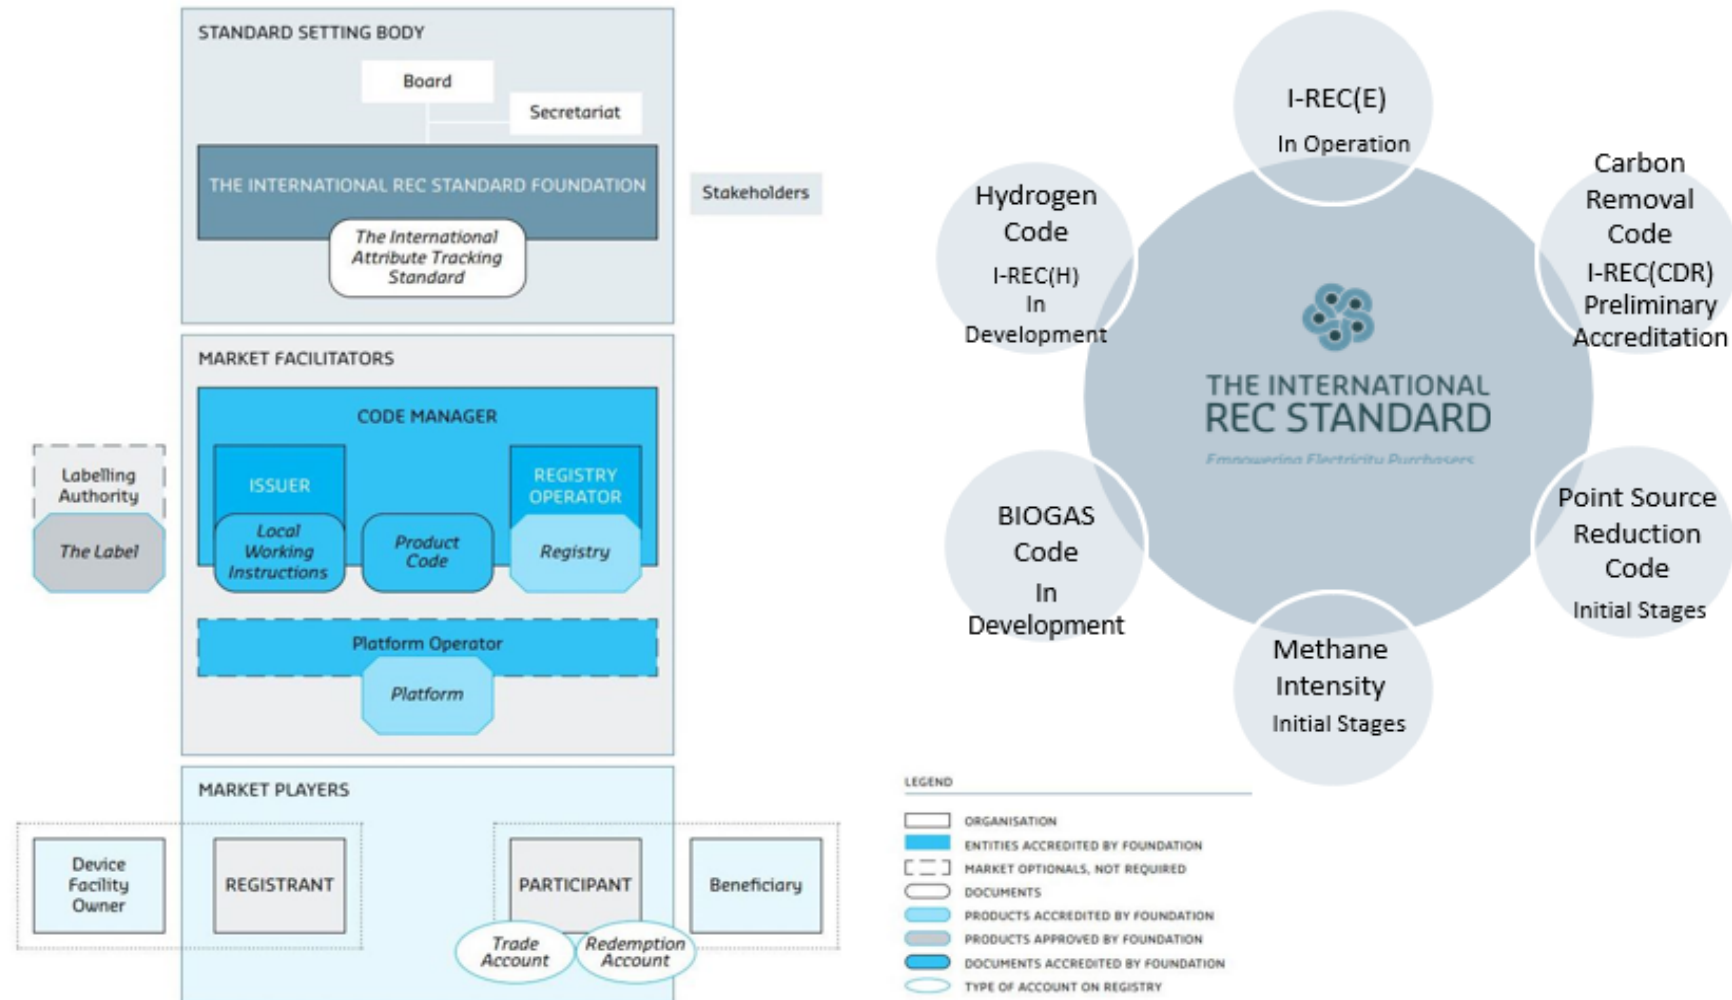 STANDARD SETTING BODY
Board
Secretariat
THE INTERNATIONAL REC STANDARD FOUNDATION
The International
Attribute Tracking
Standard
Stakeholders
MARKET FACILITATORS
CODE MANAGER
ISSUER
REGISTRY
OPERATOR
Local
Working
Instructions
Product
Code
Registry
Labelling
Authority
The Label
Platform Operator
Platform
MARKET PLAYERS
Device
Facility
Owner
REGISTRANT
PARTICIPANT
Beneficiary
Trade
Account
Redemption
Account
I-REC(E)
In Operation
Hydrogen
Code
I-REC(H)
In
Development
Carbon
Removal
Code
I-REC(CDR)
Preliminary
Accreditation
THE INTERNATIONAL
REC STANDARD
Empowering Electricity Purchasers
BIOGAS
Code
In
Development
Point Source
Reduction
Code
Initial Stages
Methane
Intensity
Initial Stages
LEGEND
ORGANISATION
ENTITIES ACCREDITED BY FOUNDATION
MARKET OPTIONALS, NOT REQUIRED
DOCUMENTS
PRODUCTS ACCREDITED BY FOUNDATION
PRODUCTS APPROVED BY FOUNDATION
DOCUMENTS ACCREDITED BY FOUNDATION
TYPE OF ACCOUNT ON REGISTRY